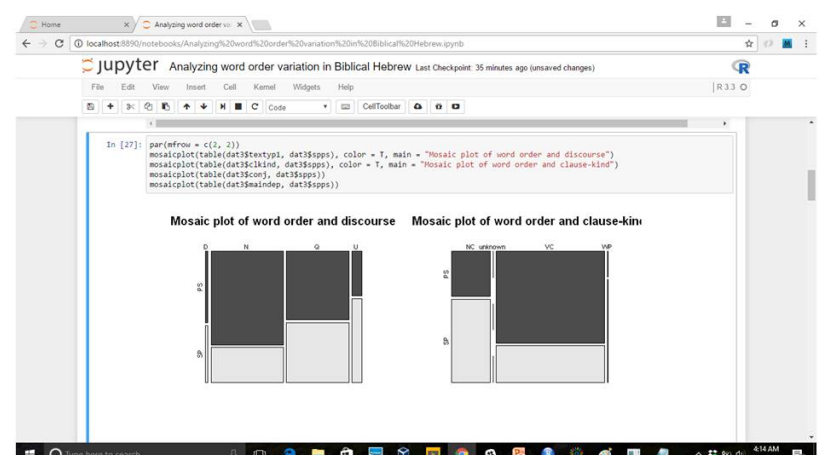 Home
Analyzing word order va
localhost:8890/notebooks/Analyzing%20word%20order%20variation%20in%20Biblical%20Hebrew.ipynb
jupyter Analyzing word order variation in Biblical Hebrew Last Checkpoint: 35 minutes ago (unsaved changes)
File Edit View Insert Cell Kernel Widgets Help
R 3.3
Code CellToolbar
In [27]: par(mfrow = c(2, 2))
mosaicplot(table(dat3$textyp1, dat3$spps), color = T, main = "Mosaic plot of word order and discourse")
mosaicplot(table(dat3$clkind, dat3$spps), color = T, main = "Mosaic plot of word order and clause-kind")
mosaicplot(table(dat3$conj, dat3$spps))
mosaicplot(table(dat3$maindep, dat3$spps))
Mosaic plot of word order and discourse Mosaic plot of word order and clause-kin
D N Q U NC unknown VC WP
PS PS
SP SP
Type here to search
4:14 AM